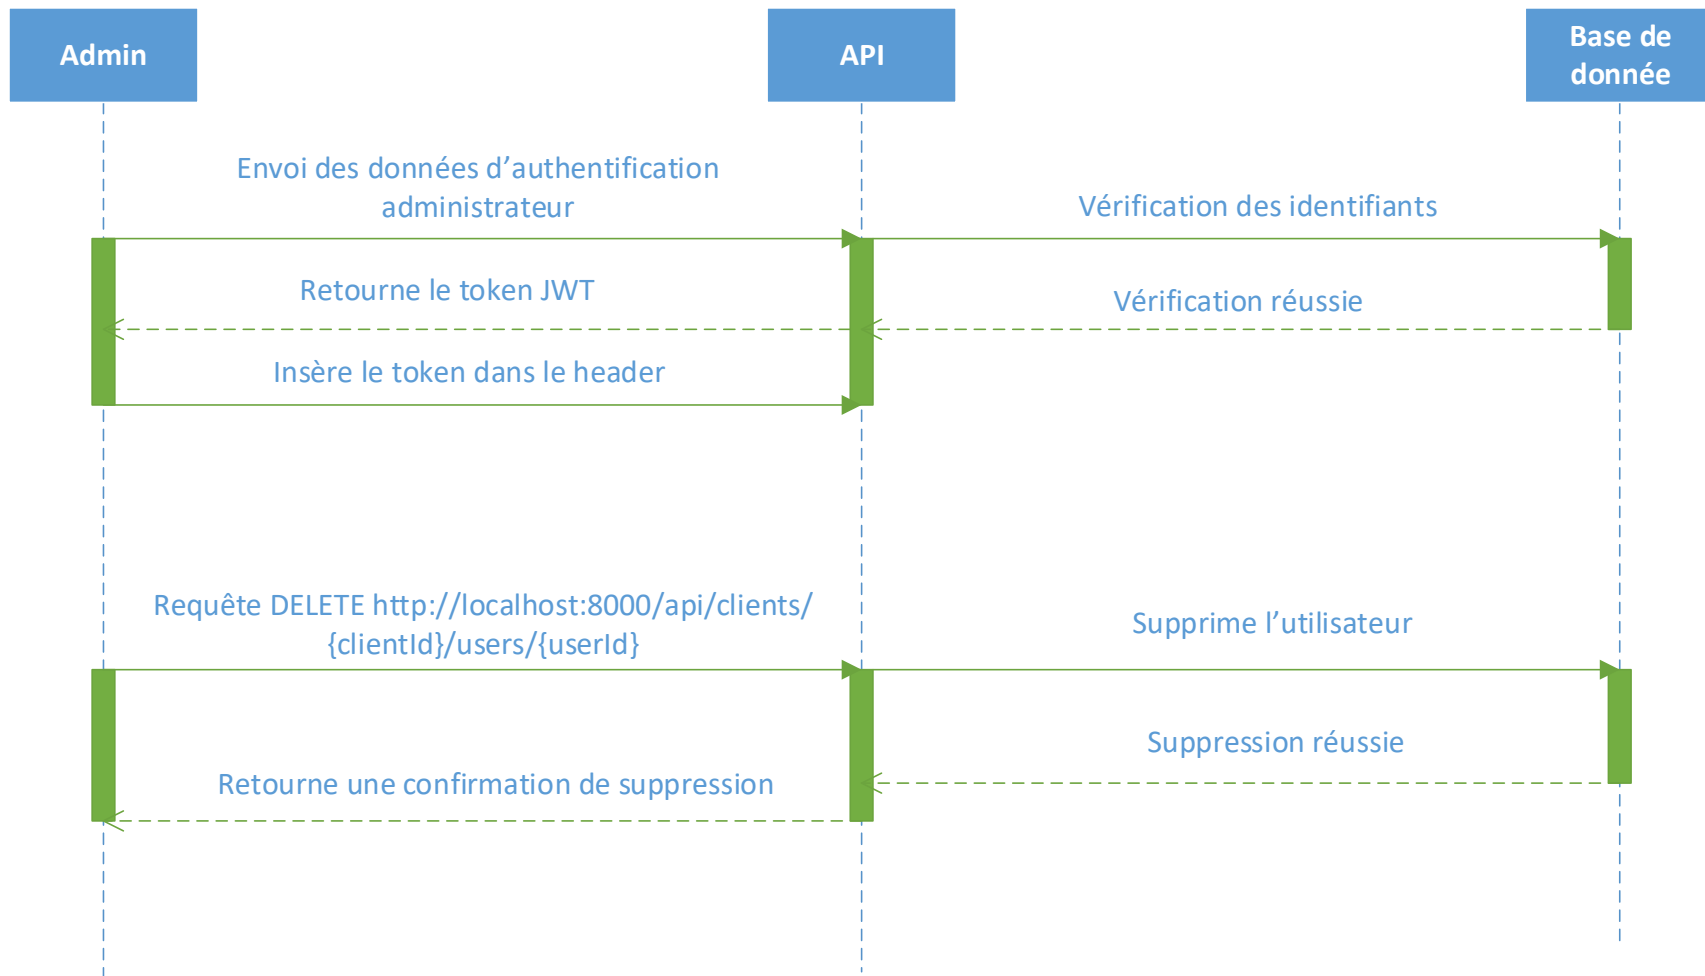 Admin
API
Base de
donnée
Envoi des données d’authentification
administrateur
Vérification des identifiants
Retourne le token JWT
Vérification réussie
Insère le token dans le header
Requête DELETE http://localhost:8000/api/clients/
{clientId}/users/{userId}
Supprime l’utilisateur
Suppression réussie
Retourne une confirmation de suppression